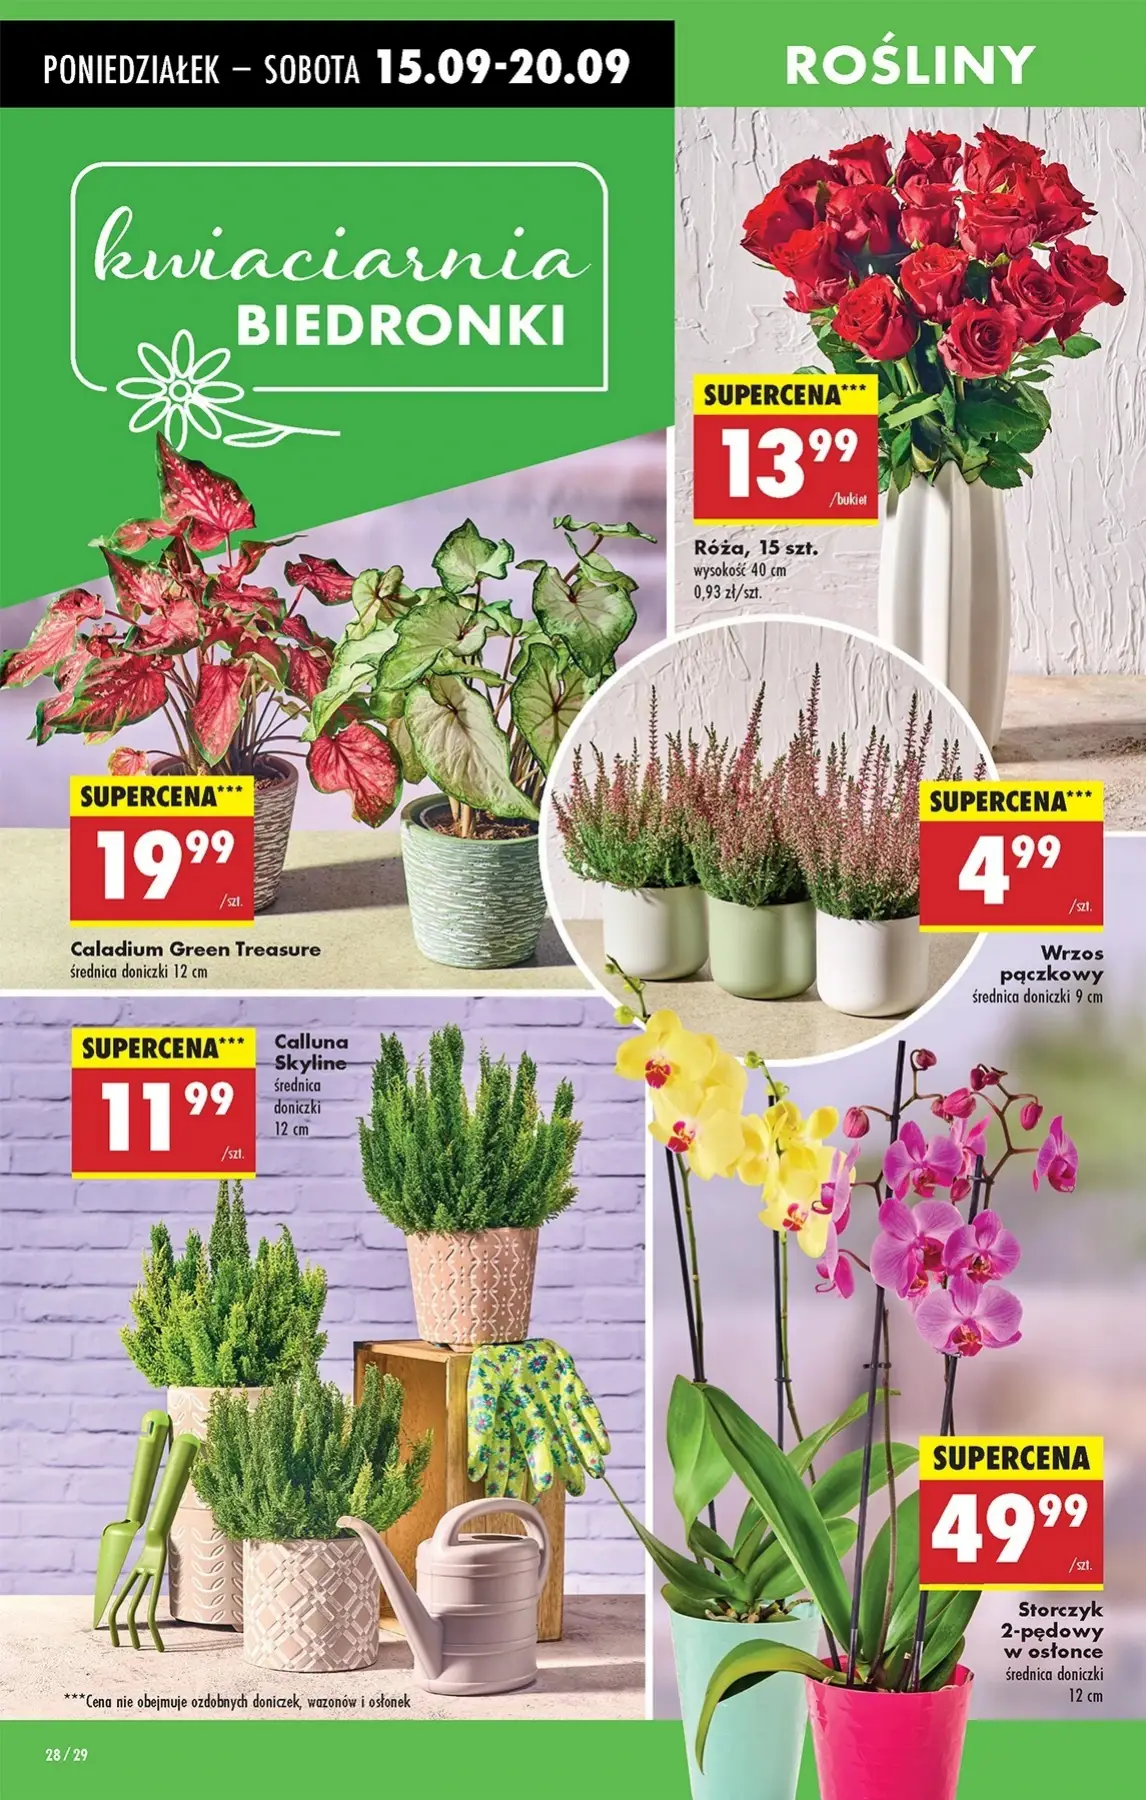 PONIEDZIAŁEK – SOBOTA 15.09-20.09
ROŚLINY
kwiaciarnia
BIEDRONKI
SUPERCENA***
13 99
/bukiet
Róża, 15 szt.
wysokość 40 cm
0,93 zł/szt.
SUPERCENA***
19 99
/szt.
Caladium Green Treasure
średnica doniczki 12 cm
SUPERCENA***
4 99
/szt.
Wrzos
pączkowy
średnica doniczki 9 cm
SUPERCENA***
11 99
/szt.
Calluna
Skyline
średnica
doniczki
12 cm
SUPERCENA
49 99
/szt.
Storczyk
2-pędowy
w osłonce
średnica doniczki
12 cm
***Cena nie obejmuje ozdobnych doniczek, wazonów i osłonek
28 / 29